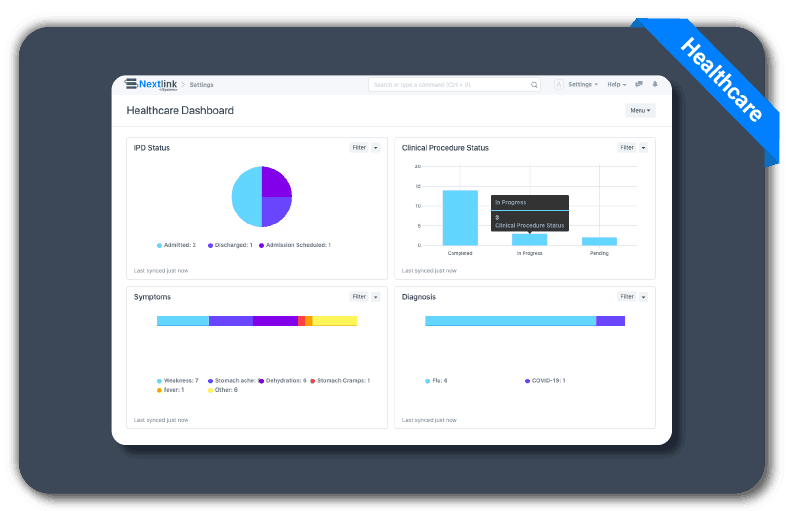 Healthcare
Nextlink
Settings
Search or type a command (Ctrl + G)
A
Settings
Help
Healthcare Dashboard
Menu
IPD Status
Filter
Admitted: 2
Discharged: 1
Admission Scheduled: 1
Last synced just now
Clinical Procedure Status
Filter
20
15
10
5
0
In Progress
3
Clinical Procedure Status
Completed
In Progress
Pending
Last synced just now
Symptoms
Filter
Weakness: 7
Stomach ache:
Dehydration: 6
Stomach Cramps: 1
fever: 1
Other: 6
Last synced just now
Diagnosis
Filter
Flu: 6
COVID-19: 1
Last synced just now